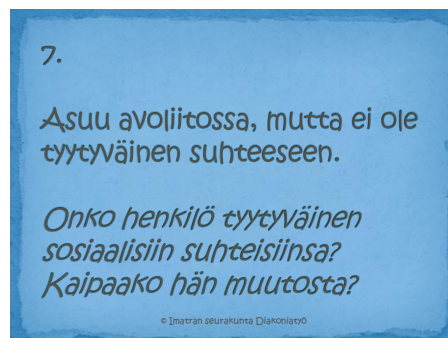 7.
Asuu avoliitossa, mutta ei ole
tyytyväinen suhteeseen.
Onko henkilö tyytyväinen
sosiaalisiin suhteisiinsa?
Kaipaako hän muutosta?
© Imatran seurakunta Diakoniatyö